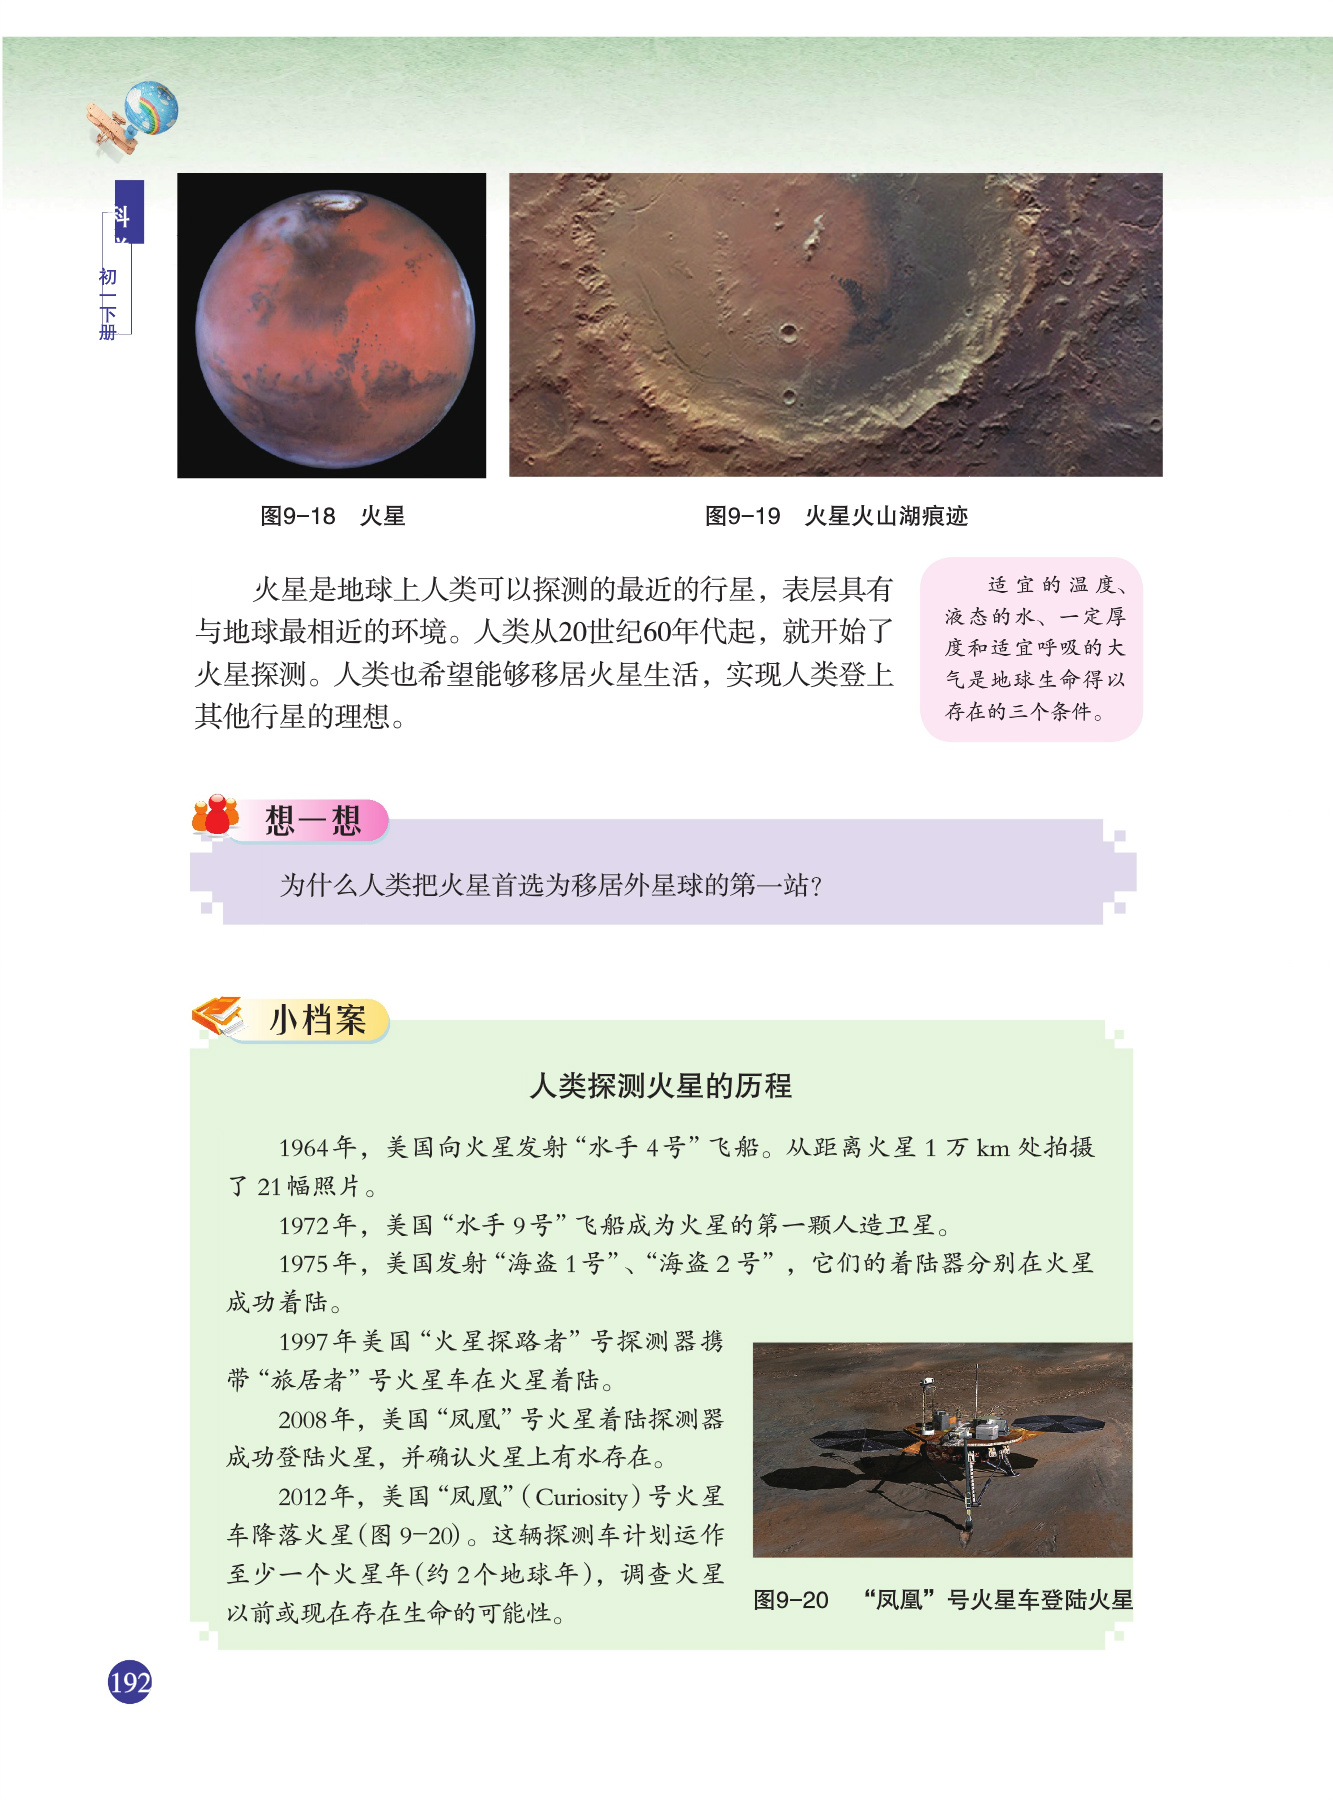 科
初一下册
图9-18 火星
图9-19 火星火山湖痕迹
火星是地球上人类可以探测的最近的行星，表层具有
与地球最相近的环境。人类从20世纪60年代起，就开始了
火星探测。人类也希望能够移居火星生活，实现人类登上
其他行星的理想。
适宜的温度、
液态的水、一定厚
度和适宜呼吸的大
气是地球生命得以
存在的三个条件。
想一想
为什么人类把火星首选为移居外星球的第一站？
小档案
人类探测火星的历程
1964年，美国向火星发射“水手4号”飞船。从距离火星1万km处拍摄
了21幅照片。
1972年，美国“水手9号”飞船成为火星的第一颗人造卫星。
1975年，美国发射“海盗1号”、“海盗2号”，它们的着陆器分别在火星
成功着陆。
1997年美国“火星探路者”号探测器携
带“旅居者”号火星车在火星着陆。
2008年，美国“凤凰”号火星着陆探测器
成功登陆火星，并确认火星上有水存在。
2012年，美国“凤凰”（Curiosity）号火星
车降落火星（图9-20）。这辆探测车计划运作
至少一个火星年（约2个地球年），调查火星
以前或现在存在生命的可能性。
图9-20 “凤凰”号火星车登陆火星
192